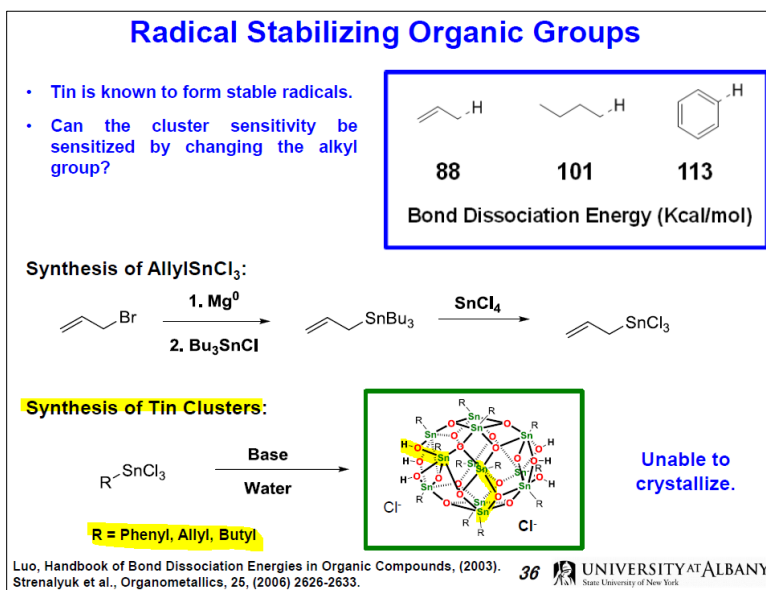 Radical Stabilizing Organic Groups
• Tin is known to form stable radicals.
• Can the cluster sensitivity be
sensitized by changing the alkyl
group?
H H H
88 101 113
Bond Dissociation Energy (Kcal/mol)
Synthesis of AllylSnCl3:
Br
1. Mg0
2. Bu3SnCl
SnBu3
SnCl4
SnCl3
Synthesis of Tin Clusters:
R SnCl3
Base
Water
R = Phenyl, Allyl, Butyl
Cl-
Cl-
Unable to
crystallize.
Luo, Handbook of Bond Dissociation Energies in Organic Compounds, (2003).
Strenalyuk et al., Organometallics, 25, (2006) 2626-2633.
36
UNIVERSITY AT ALBANY
State University of New York